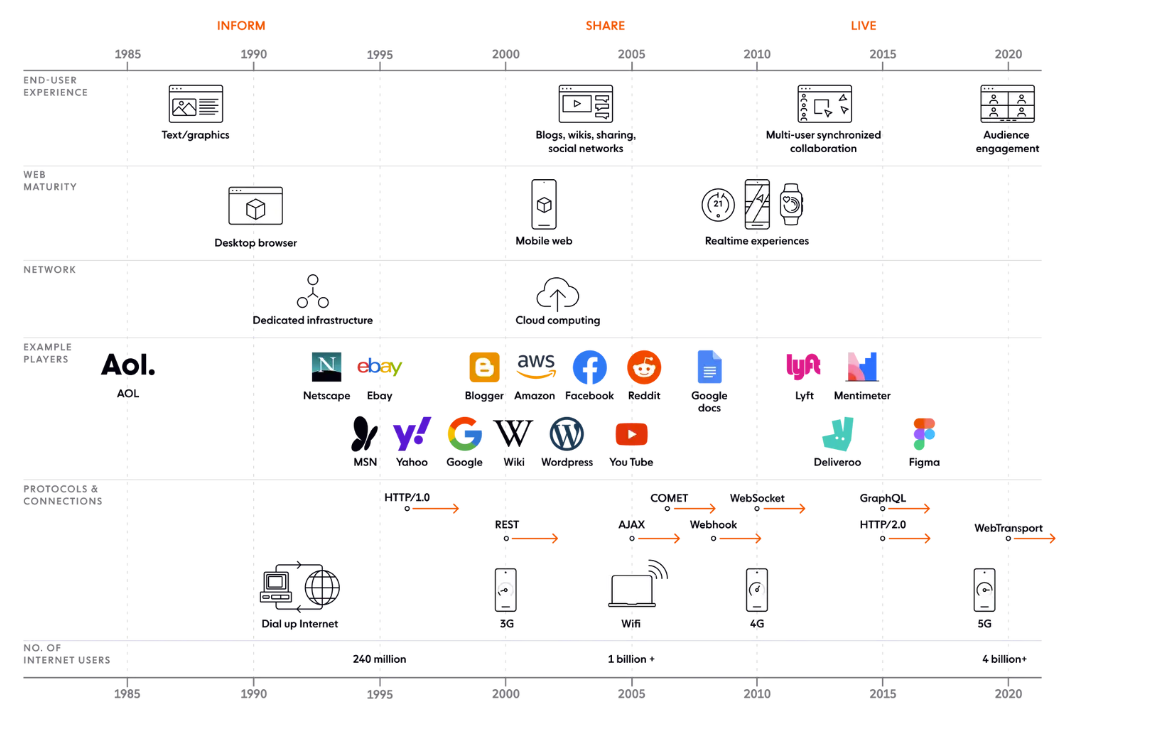 INFORM SHARE LIVE
1985 1990 1995 2000 2005 2010 2015 2020
END-USER
EXPERIENCE
Text/graphics
Blogs, wikis, sharing,
social networks
Multi-user synchronized
collaboration
Audience
engagement
WEB
MATURITY
21
Desktop browser
Mobile web
Realtime experiences
NETWORK
Dedicated infrastructure
Cloud computing
EXAMPLE
PLAYERS
Aol. N ebay aws lyft
AOL
Netscape
Ebay
Blogger
Amazon
Facebook
Reddit
Google
docs
Lyft
Mentimeter
y! G W W
MSN
Yahoo
Google
Wiki
Wordpress
You Tube
Deliveroo
Figma
PROTOCOLS &
CONNECTIONS
HTTP/1.0
COMET
WebSocket
GraphQL
REST
AJAX
Webhook
HTTP/2.0
WebTransport
Dial up Internet
3G
Wifi
4G
5G
NO. OF
INTERNET USERS
240 million
1 billion +
4 billion+
1985 1990 1995 2000 2005 2010 2015 2020